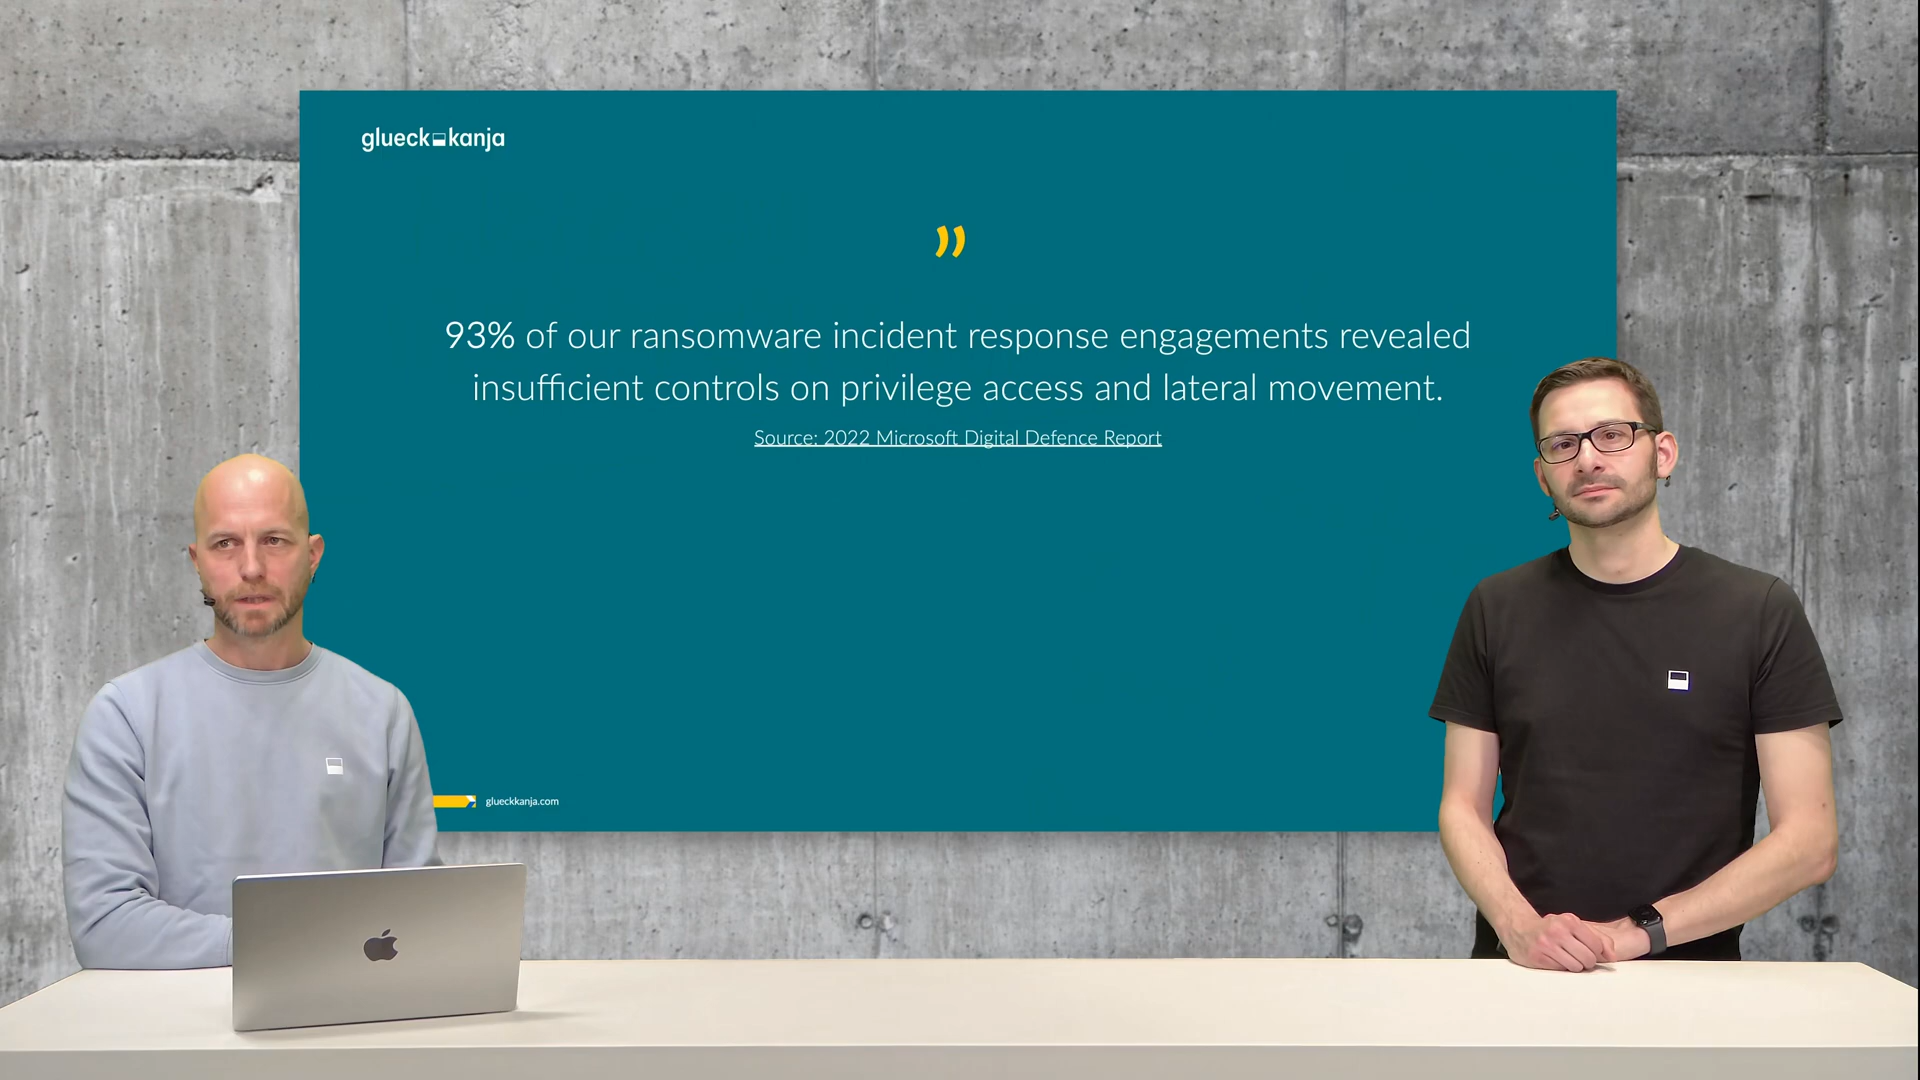 glueck kanja
”
93% of our ransomware incident response engagements revealed
insufficient controls on privilege access and lateral movement.
Source: 2022 Microsoft Digital Defence Report
glueckkanja.com